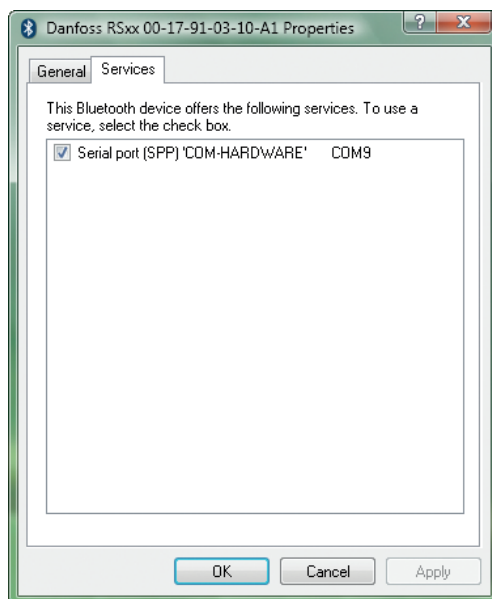 Danfoss RSxx 00-17-91-03-10-A1 Properties
? X
General Services
This Bluetooth device offers the following services. To use a
service, select the check box.
Serial port (SPP) 'COM-HARDWARE' COM9
OK Cancel Apply